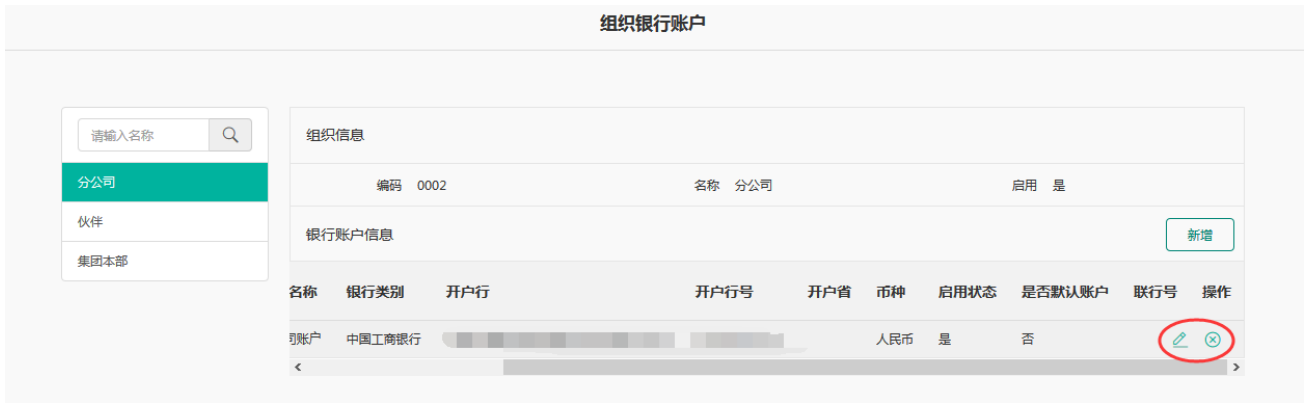 组织银行账户
请输入名称
分公司
伙伴
集团本部
组织信息
编码 0002 名称 分公司 启用 是
银行账户信息 新增
名称 银行类别 开户行 开户行号 开户省 币种 启用状态 是否默认账户 联行号 操作
司账户 中国工商银行 人民币 是 否